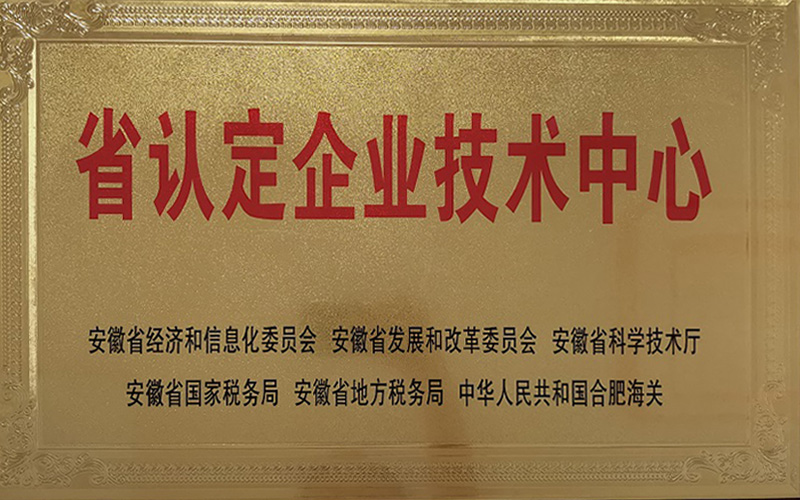 省认定企业技术中心
安徽省经济和信息化委员会 安徽省发展和改革委员会 安徽省科学技术厅
安徽省国家税务局 安徽省地方税务局 中华人民共和国合肥海关